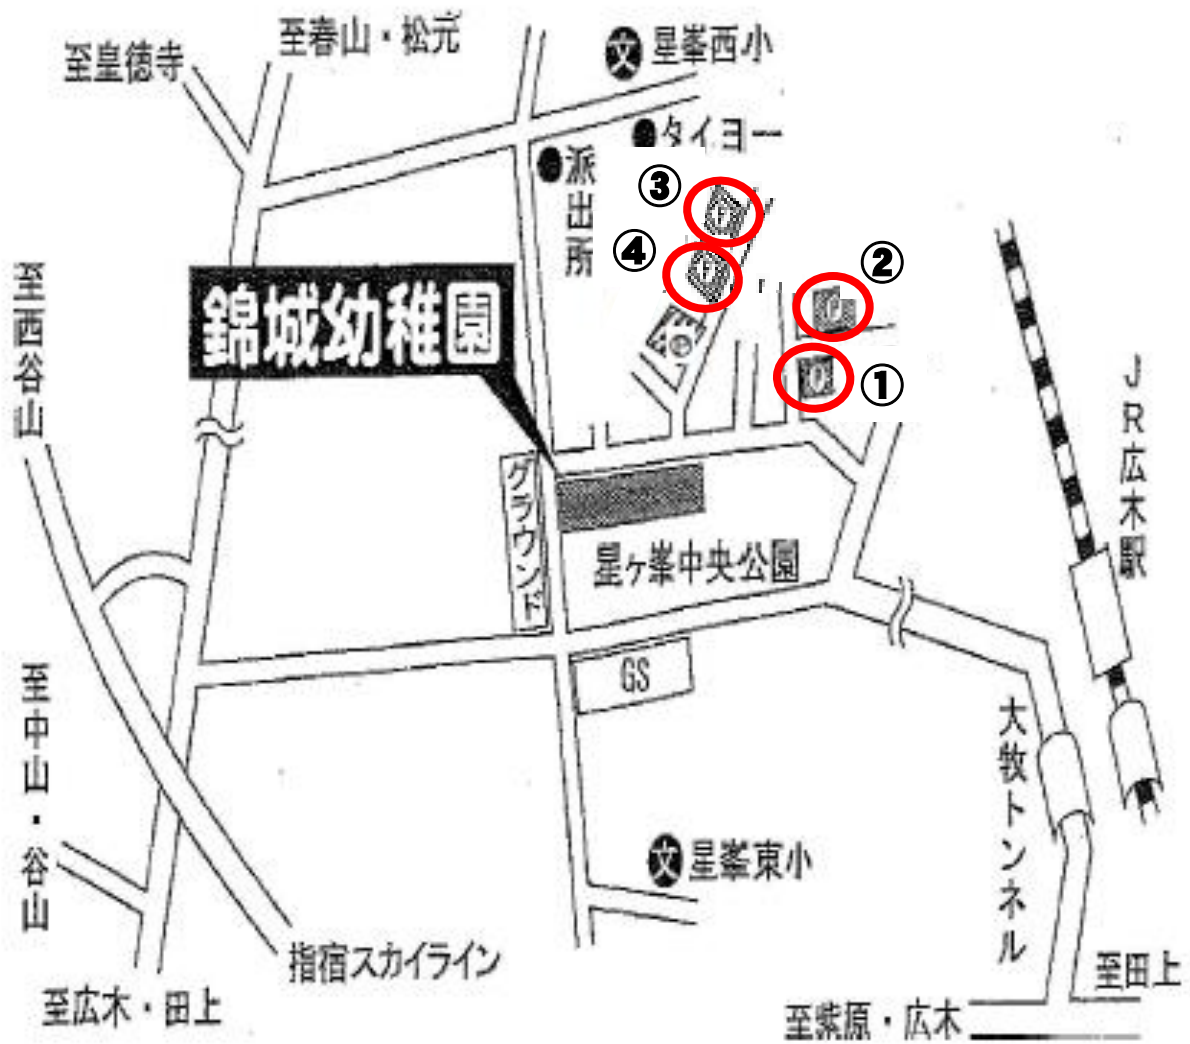 至春山・松元
至皇徳寺
文 星峯西小
タイヨー
派出所
③
④
②
①
P
P
P
P
錦城幼稚園
至西谷山
JR広木駅
グラウンド
星ヶ峯中央公園
GS
至中山・谷山
大牧トンネル
文 星峯東小
指宿スカイライン
至広木・田上
至田上
至紫原・広木